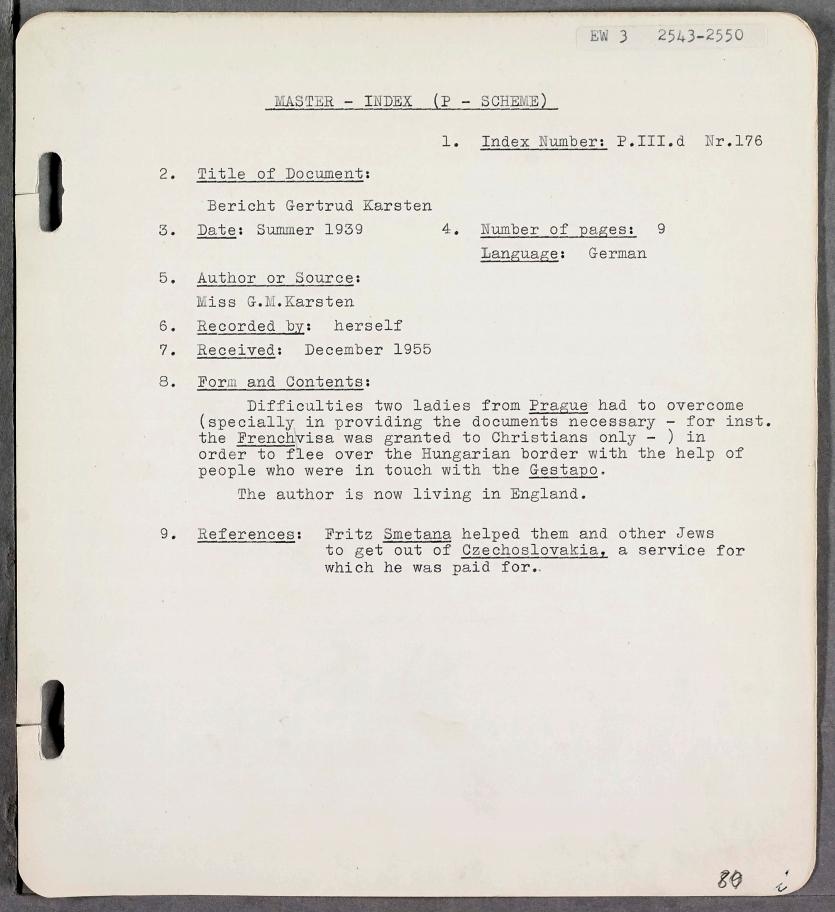 EW 3 2543-2550
MASTER - INDEX (P - SCHEME)
1. Index Number: P.III.d Nr.176
2. Title of Document:
Bericht Gertrud Karsten
3. Date: Summer 1939 4. Number of pages: 9
Language: German
5. Author or Source:
Miss G.M.Karsten
6. Recorded by: herself
7. Received: December 1955
8. Form and Contents:
Difficulties two ladies from Prague had to overcome
(specially in providing the documents necessary - for inst.
the Frenchvisa was granted to Christians only - ) in
order to flee over the Hungarian border with the help of
people who were in touch with the Gestapo.
The author is now living in England.
9. References: Fritz Smetana helped them and other Jews
to get out of Czechoslovakia, a service for
which he was paid for..
i